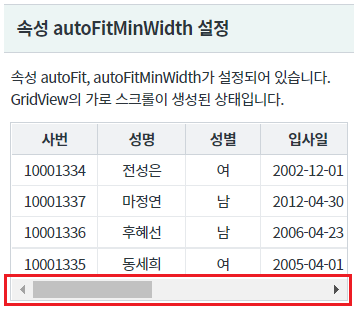 속성 autoFitMinWidth 설정
속성 autoFit, autoFitMinWidth가 설정되어 있습니다.
GridView의 가로 스크롤이 생성된 상태입니다.
사번 성명 성별 입사일
10001334 전성은 여 2002-12-01
10001337 마정연 남 2012-04-30
10001336 후혜선 남 2006-04-23
10001335 동세희 여 2005-04-01